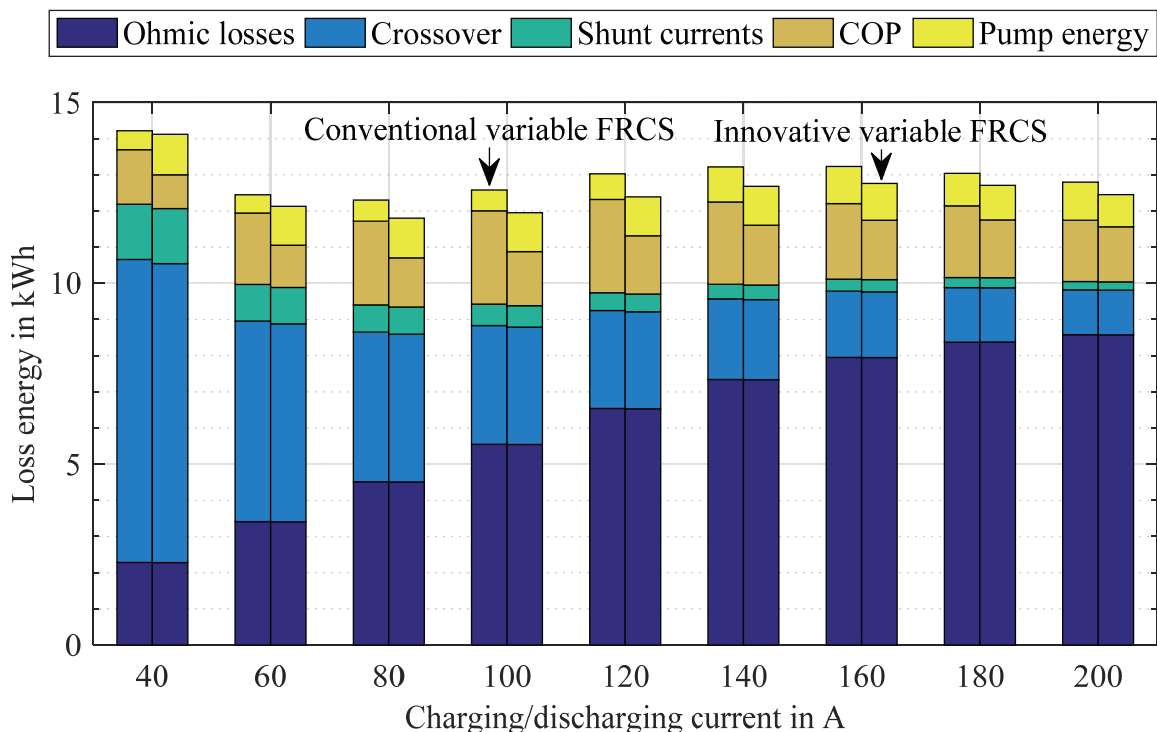 Ohmic losses Crossover Shunt currents COP Pump energy
15
Conventional variable FRCS Innovative variable FRCS
10
Loss energy in kWh
5
0
40 60 80 100 120 140 160 180 200
Charging/discharging current in A